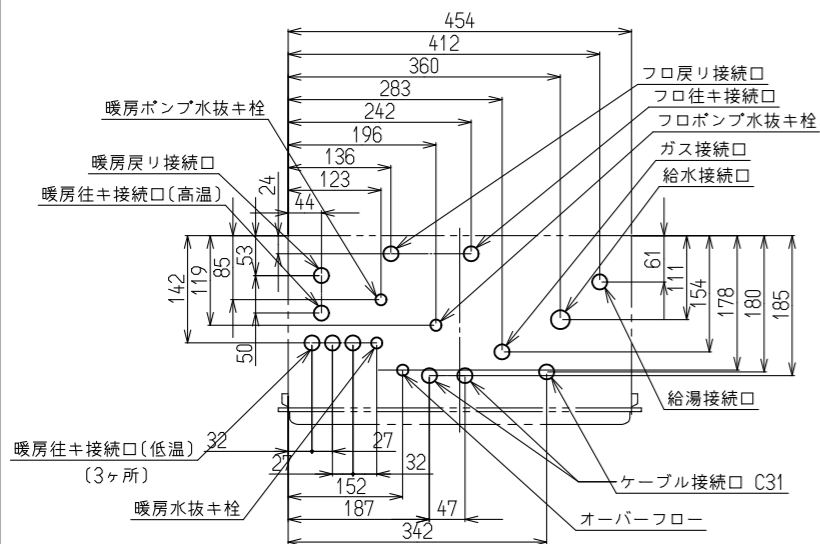 454
412
360
283
242
196
136
123
44
24
フロ戻リ接続口
フロ往キ接続口
フロポンプ水抜キ栓
ガス接続口
給水接続口
暖房ポンプ水抜キ栓
暖房戻リ接続口
暖房往キ接続口(高温)
142
119
85
53
50
61
111
154
178
180
185
給湯接続口
暖房往キ接続口(低温)
(3ヶ所)
32
27
27
32
152
暖房水抜キ栓
187
47
342
ケーブル接続口 C31
オーバーフロー